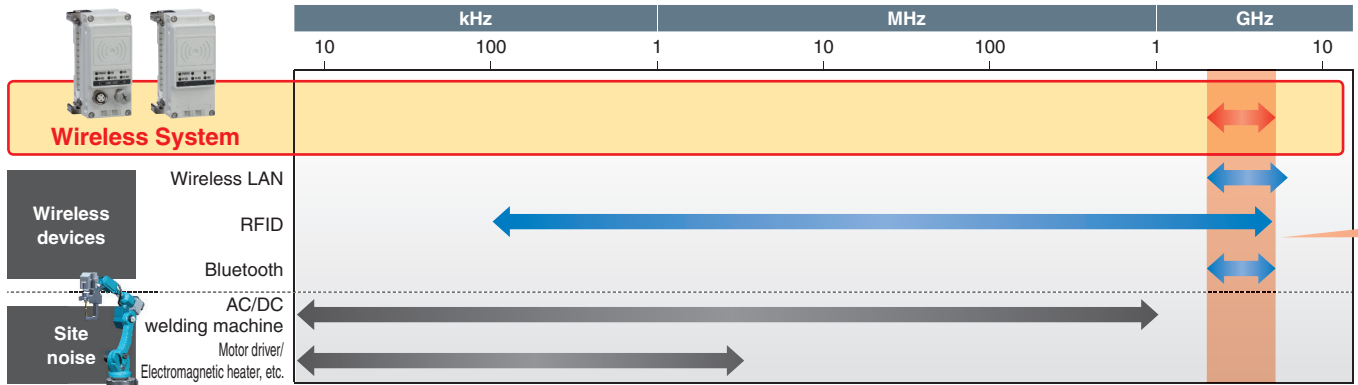 kHz MHz GHz
10 100 1 10 100 1 10
Wireless System
Wireless LAN
Wireless
devices
RFID
Bluetooth
AC/DC
welding machine
Site
noise
Motor driver/
Electromagnetic heater, etc.